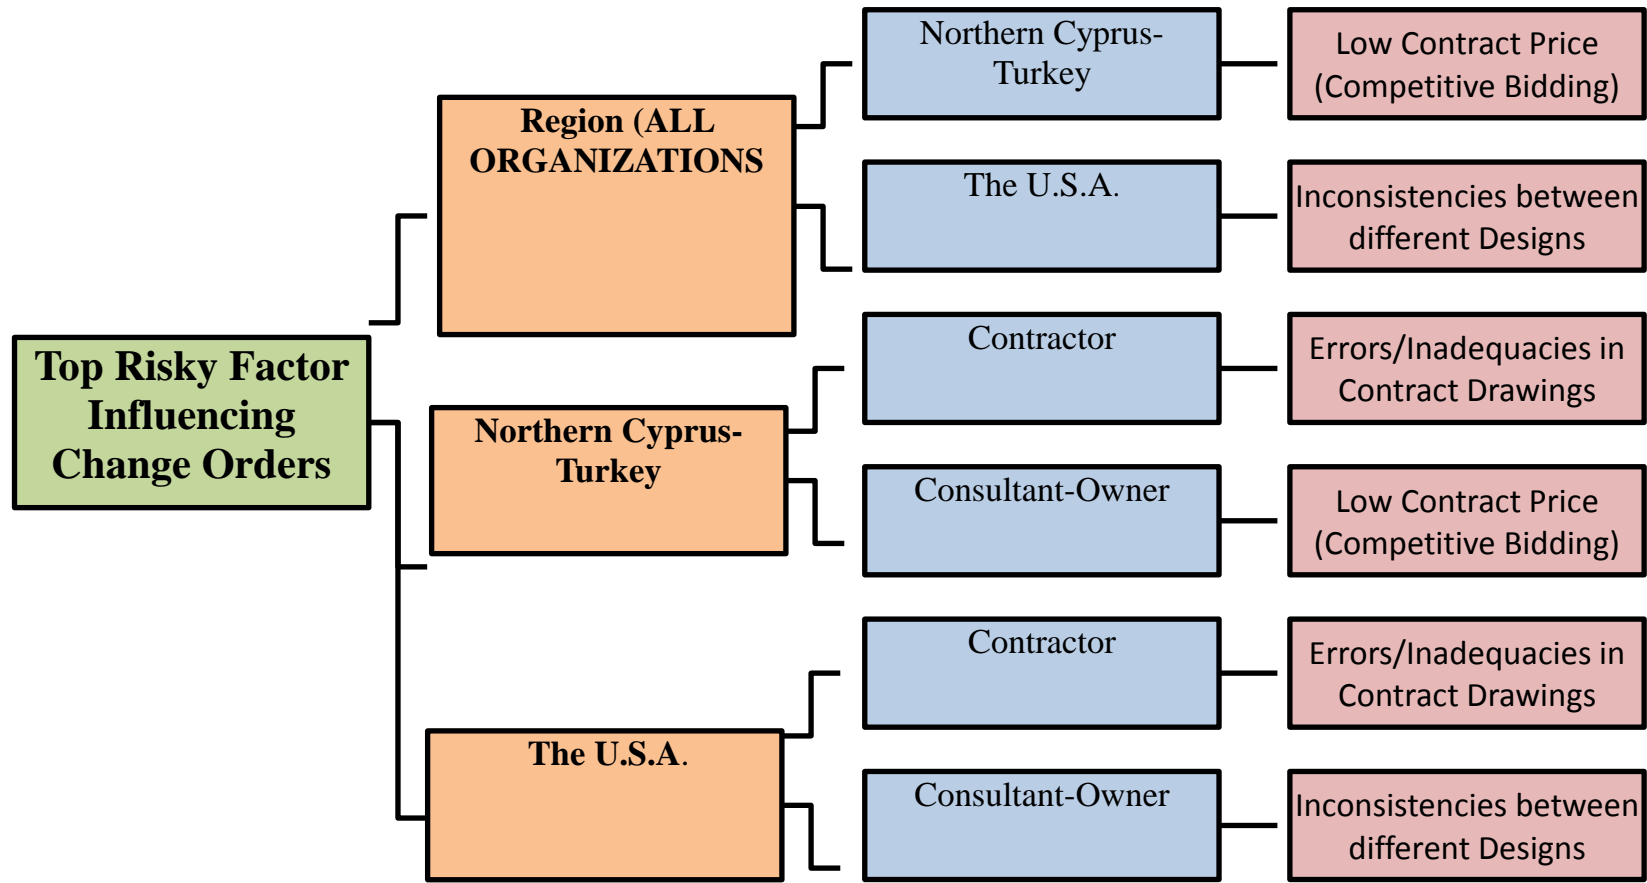 Top Risky Factor
Influencing
Change Orders
Region (ALL
ORGANIZATIONS
Northern Cyprus-
Turkey
Low Contract Price
(Competitive Bidding)
The U.S.A.
Inconsistencies between
different Designs
Northern Cyprus-
Turkey
Contractor
Errors/Inadequacies in
Contract Drawings
Consultant-Owner
Low Contract Price
(Competitive Bidding)
The U.S.A.
Contractor
Errors/Inadequacies in
Contract Drawings
Consultant-Owner
Inconsistencies between
different Designs